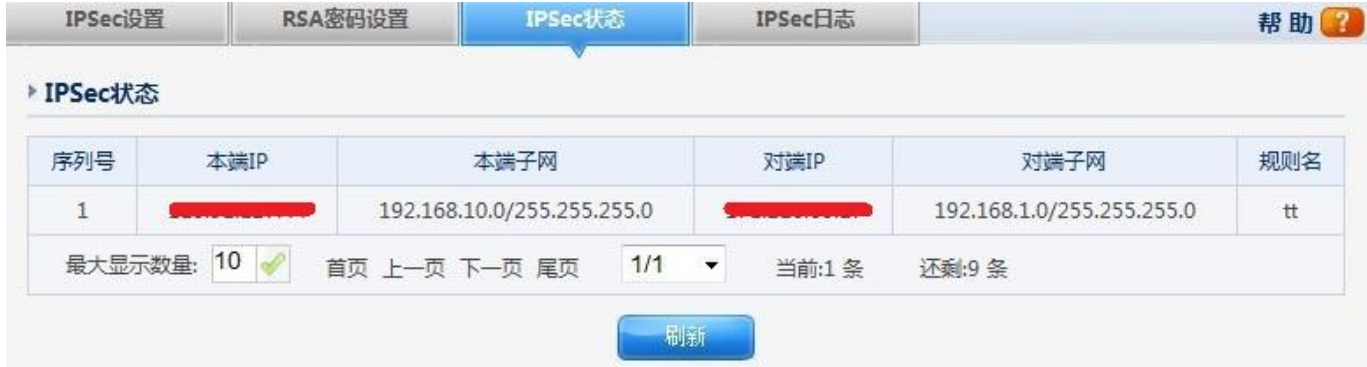 IPSec设置 RSA密码设置 IPSec状态 IPSec日志 帮 助 ?
IPSec状态
序列号 本端IP 本端子网 对端IP 对端子网 规则名
1 192.168.10.0/255.255.255.0 192.168.1.0/255.255.255.0 tt
最大显示数量: 10 首页 上一页 下一页 尾页 1/1 当前:1 条 还剩:9 条
刷新